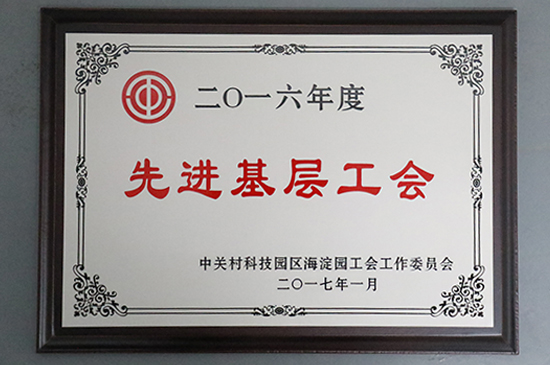 二〇一六年度
先进基层工会
中关村科技园区海淀园工会工作委员会
二〇一七年一月